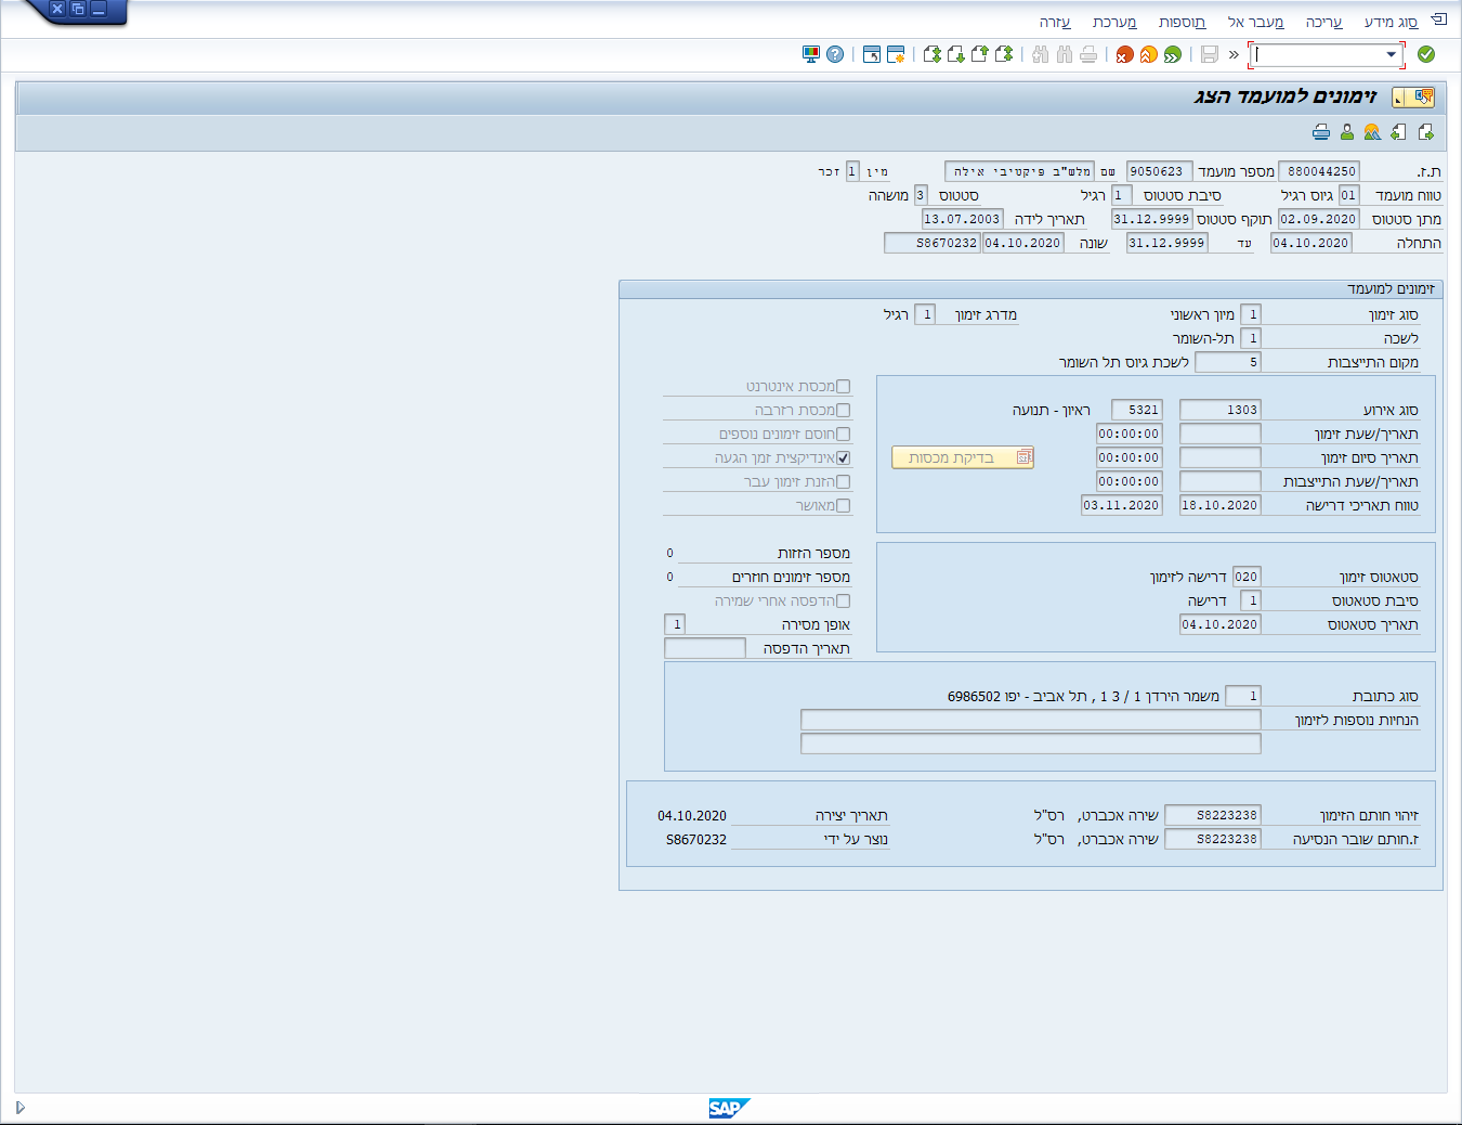 סוג מידע עריכה מעבר אל תוספות מערכת עזרה
זימונים למועמד הצג
ת.ז. 880044250 מספר מועמד 9050623 שם מלש"ב פיקטיבי אילה מין 1 זכר
טווח מועמד 01 גיוס רגיל סיבת סטטוס 1 רגיל סטטוס 3 מושהה
מתן סטטוס 02.09.2020 תוקף סטטוס 31.12.9999 תאריך לידה 13.07.2003
התחלה 04.10.2020 עד 31.12.9999 שונה 04.10.2020 S8670232
זימונים למועמד
סוג זימון 1 מיון ראשוני מדרג זימון 1 רגיל
לשכה 1 תל-השומר
מקום התייצבות 5 לשכת גיוס תל השומר
מכסת אינטרנט
סוג אירוע 1303 5321 ראיון - תנועה מכסת רזרבה
תאריך/שעת זימון 00:00:00 חוסם זימונים נוספים
תאריך סיום זימון 00:00:00 בדיקת מכסות אינדיקצית זמן הגעה
תאריך/שעת התייצבות 00:00:00 הזנת זימון עבר
טווח תאריכי דרישה 18.10.2020 03.11.2020 מאושר
מספר הזזות 0
סטאטוס זימון 020 דרישה לזימון מספר זימונים חוזרים 0
סיבת סטאטוס 1 דרישה הדפסה אחרי שמירה
תאריך סטאטוס 04.10.2020 אופן מסירה 1
תאריך הדפסה
סוג כתובת 1 משמר הירדן 1 / 3 1 , תל אביב - יפו 6986502
הנחיות נוספות לזימון
זיהוי חותם הזימון S8223238 שירה אכברט, רס"ל תאריך יצירה 04.10.2020
ז.חותם שובר הנסיעה S8223238 שירה אכברט, רס"ל נוצר על ידי S8670232
SAP